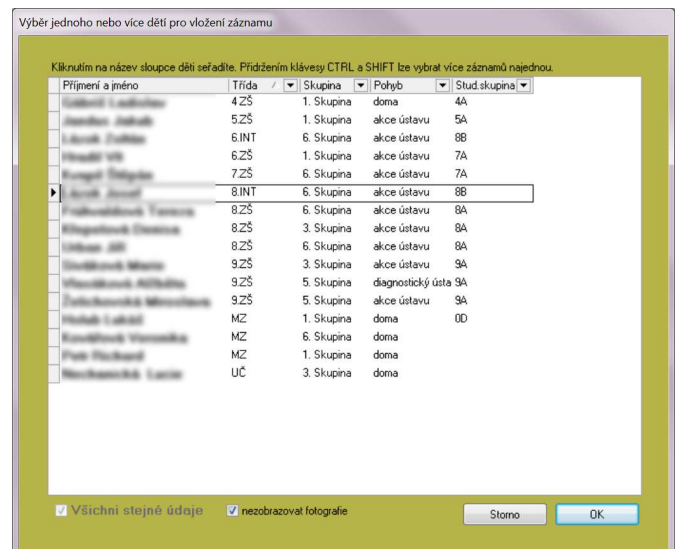 Výběr jednoho nebo více dětí pro vložení záznamu
Kliknutím na název sloupce děti seřadíte. Přidržením klávesy CTRL a SHIFT lze vybrat více záznamů najednou.
Příjmení a jméno Třída Skupina Pohyb Stud.skupina
4.ZŠ 1. Skupina doma 4A
5.ZŠ 1. Skupina akce ústavu 5A
6.INT 6. Skupina akce ústavu 8B
6.ZŠ 1. Skupina akce ústavu 7A
7.ZŠ 6. Skupina akce ústavu 7A
8.INT 6. Skupina akce ústavu 8B
8.ZŠ 6. Skupina akce ústavu 8A
8.ZŠ 3. Skupina akce ústavu 8A
8.ZŠ 6. Skupina akce ústavu 8A
9.ZŠ 3. Skupina akce ústavu 9A
9.ZŠ 5. Skupina diagnostický ústa 9A
9.ZŠ 5. Skupina akce ústavu 9A
MZ 1. Skupina doma 0D
MZ 6. Skupina doma
MZ 1. Skupina doma
UČ 3. Skupina doma
Všichni stejné údaje nezobrazovat fotografie Storno OK